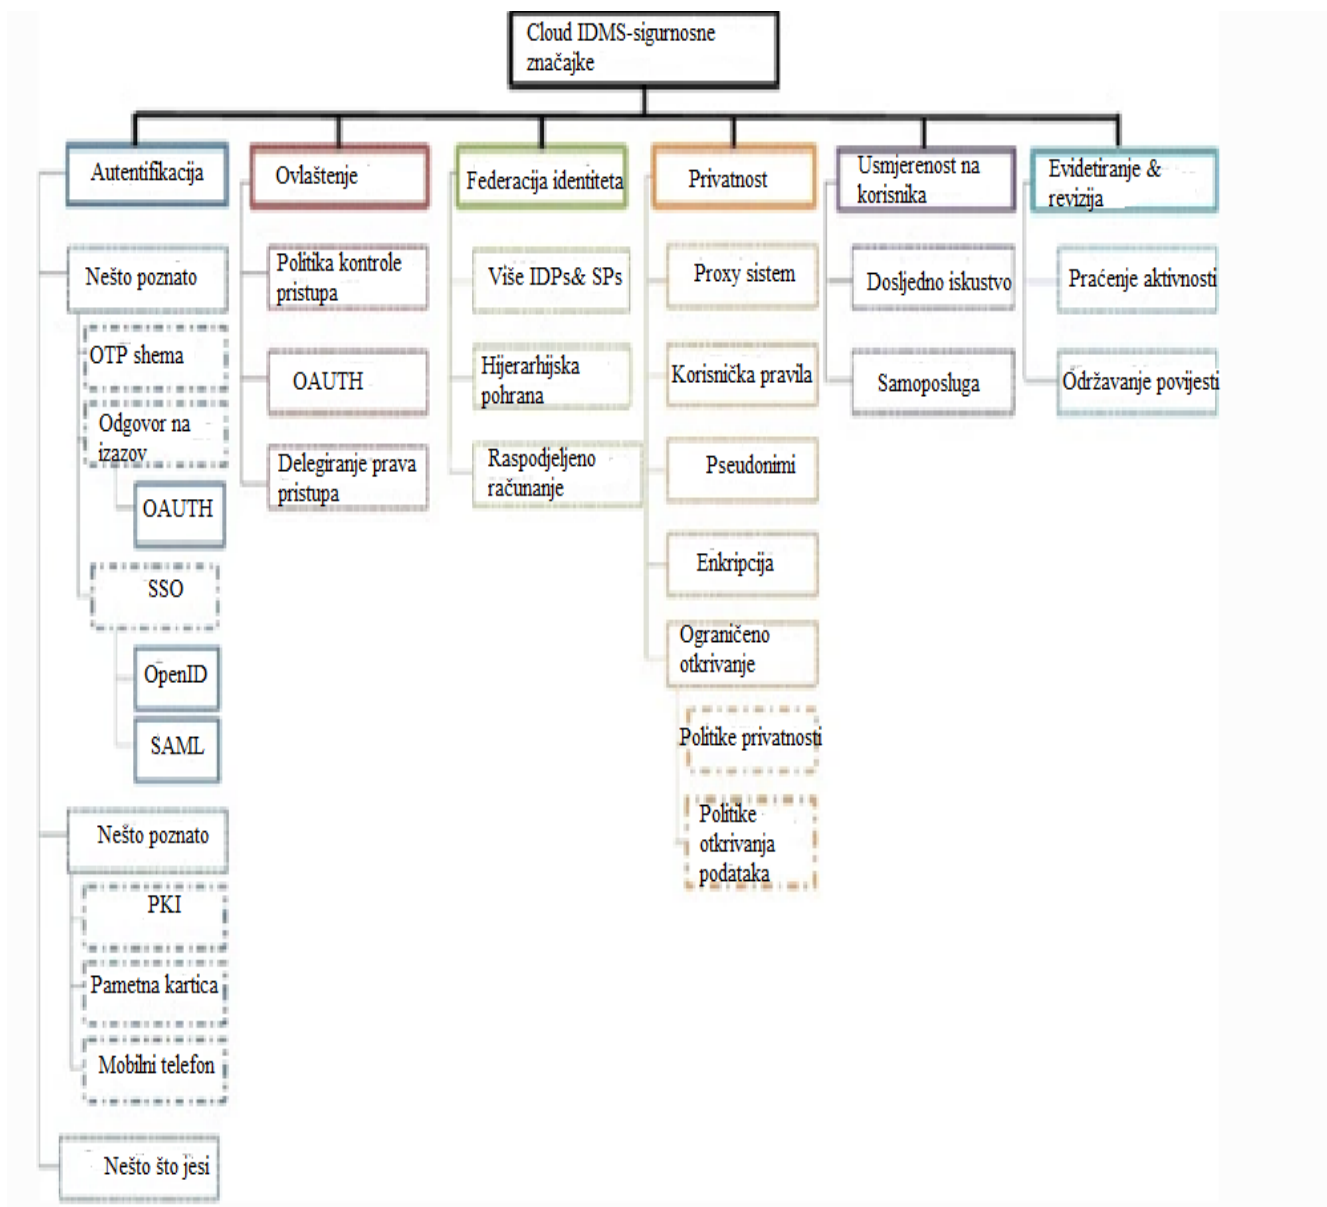 Cloud IDMS-sigurnosne
značajke
Autentifikacija
Nešto poznato
OTP shema
Odgovor na
izazov
OAUTH
SSO
OpenID
SAML
Nešto poznato
PKI
Pametna kartica
Mobilni telefon
Nešto što jesi
Ovlaštenje
Politika kontrole
pristupa
OAUTH
Delegiranje prava
pristupa
Federacija identiteta
Više IDPs& SPs
Hijerarhijska
pohrana
Raspodjeljeno
računanje
Privatnost
Proxy sistem
Korisnička pravila
Pseudonimi
Enkripcija
Ograničeno
otkrivanje
Politike privatnosti
Politike
otkrivanja
podataka
Usmjerenost na
korisnika
Dosljedno iskustvo
Samoposluga
Evidetiranje &
revizija
Praćenje aktivnosti
Održavanje povijesti